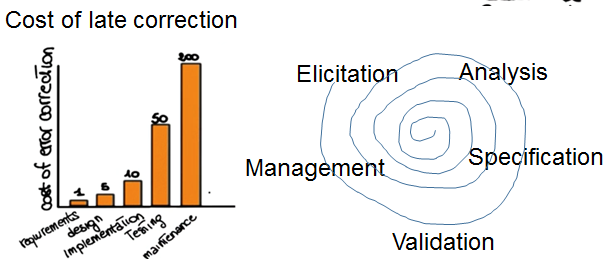 Cost of late correction
cost of error correction
1
5
10
50
200
requrements
design
Implementation
Testing
maintenance
Elicitation
Analysis
Management
Specification
Validation